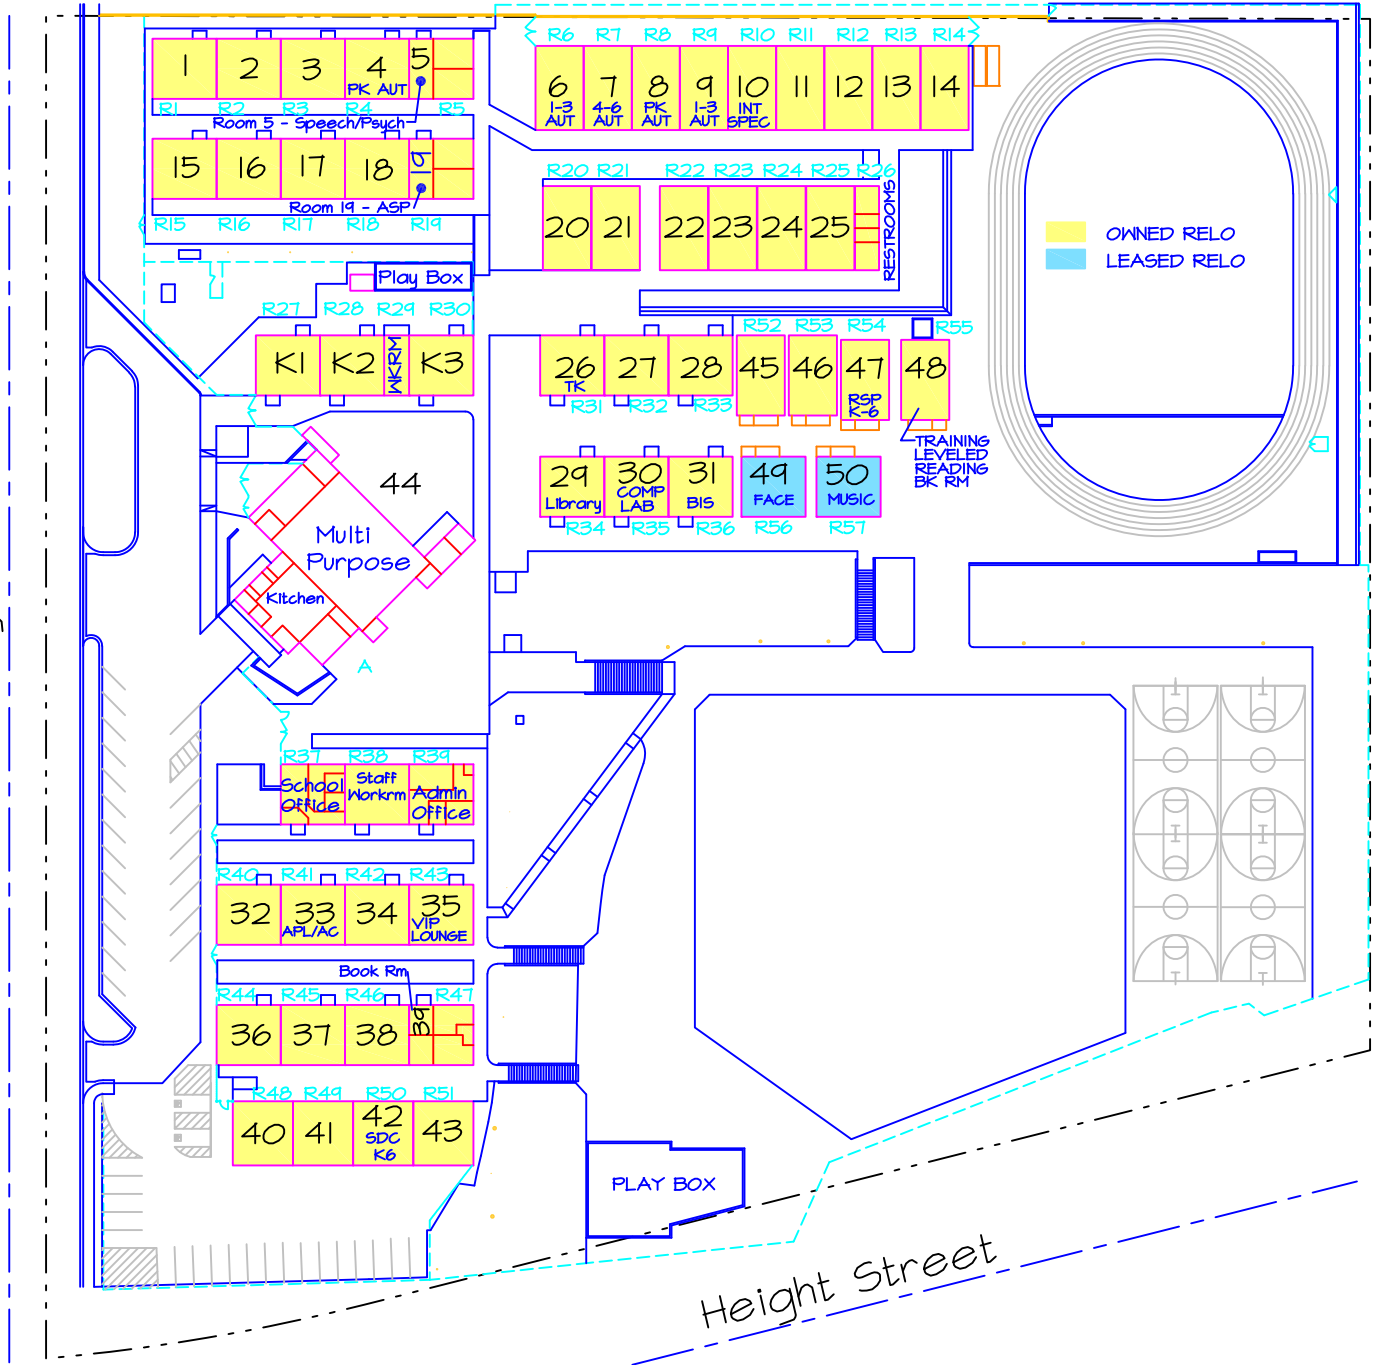 R6 R7 R8 R9 R10 R11 R12 R13 R14
1 2 3 4 5
PK AUT
6 7 8 9 10 11 12 13 14
1-3 AUT
4-6 AUT
PK AUT
1-3 AUT
INT SPEC
R1 R2 R3 R4 R5
Room 5 - Speech/Psych
15 16 17 18 19
Room 19 - ASP
R15 R16 R17 R18 R19
R20 R21 R22 R23 R24 R25 R26
20 21 22 23 24 25
RESTROOMS
OWNED RELO
LEASED RELO
Play Box
R27 R28 R29 R30
K1 K2 WKRM K3
R52 R53 R54 R55
26 27 28 45 46 47 48
TK
RSP
K-6
R31 R32 R33
TRAINING
LEVELED
READING
BK RM
44
29 30 31 49 50
Library
COMP
LAB
BIS
FACE
MUSIC
R34 R35 R36 R56 R57
Multi
Purpose
Kitchen
A
R37 R38 R39
School
Office
Staff
Workrm
Admin
Office
R40 R41 R42 R43
32 33 34 35
APL/AC
VIP
LOUNGE
Book Rm
R44 R45 R46 R47
36 37 38 39
R48 R49 R50 R51
40 41 42 43
SDC
K6
PLAY BOX
Height Street